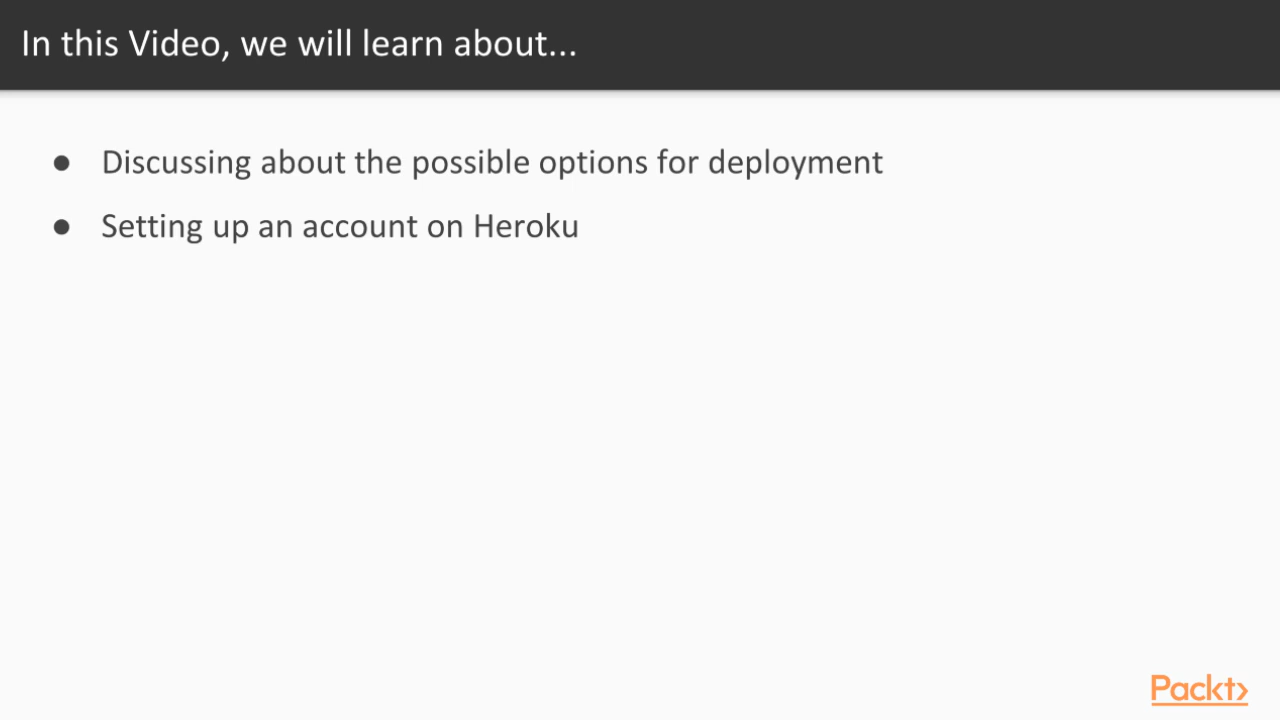 In this Video, we will learn about...
● Discussing about the possible options for deployment
● Setting up an account on Heroku
Packt>